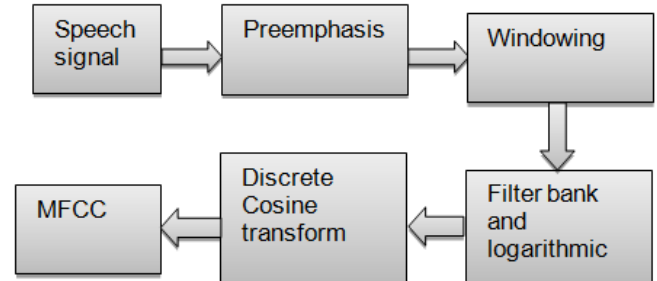 Speech
signal
Preemphasis
Windowing
Filter bank
and
logarithmic
Discrete
Cosine
transform
MFCC